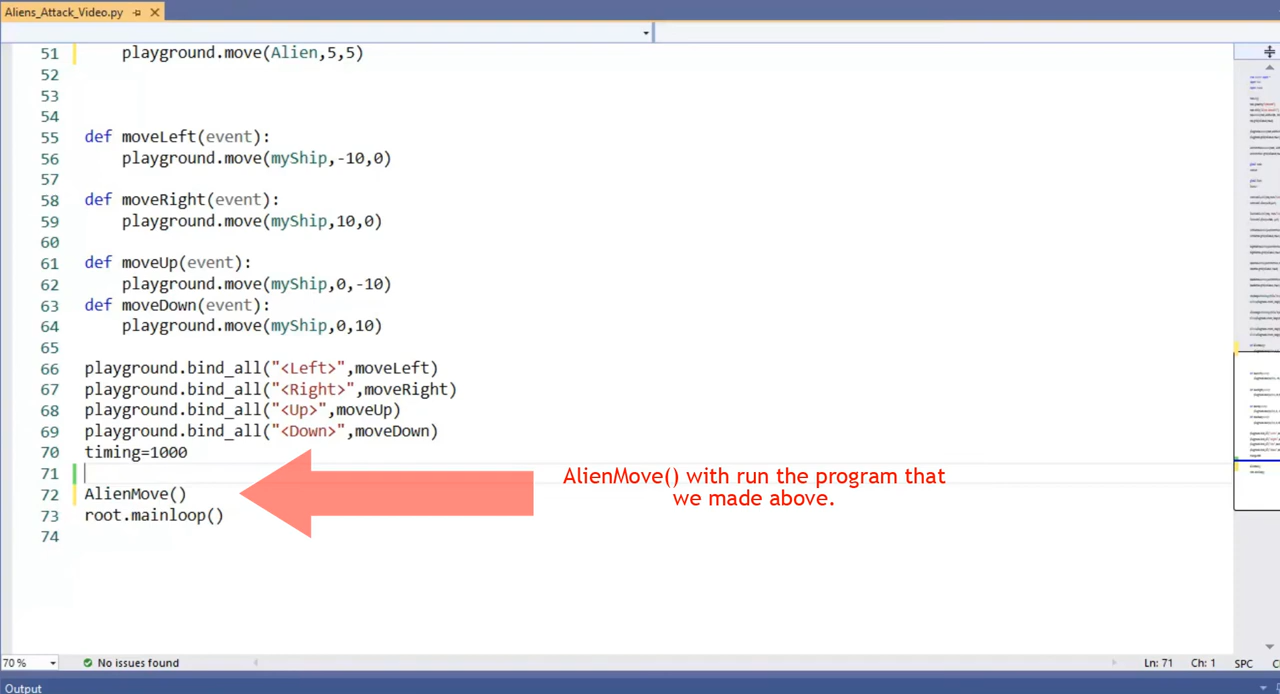 Aliens_Attack_Video.py
51 playground.move(Alien,5,5)
52
53
54
55 def moveLeft(event):
56 playground.move(myShip,-10,0)
57
58 def moveRight(event):
59 playground.move(myShip,10,0)
60
61 def moveUp(event):
62 playground.move(myShip,0,-10)
63 def moveDown(event):
64 playground.move(myShip,0,10)
65
66 playground.bind_all("<Left>",moveLeft)
67 playground.bind_all("<Right>",moveRight)
68 playground.bind_all("<Up>",moveUp)
69 playground.bind_all("<Down>",moveDown)
70 timing=1000
71
72 AlienMove()
73 root.mainloop()
74
AlienMove() with run the program that
we made above.
70 % No issues found Ln: 71 Ch: 1 SPC
Output